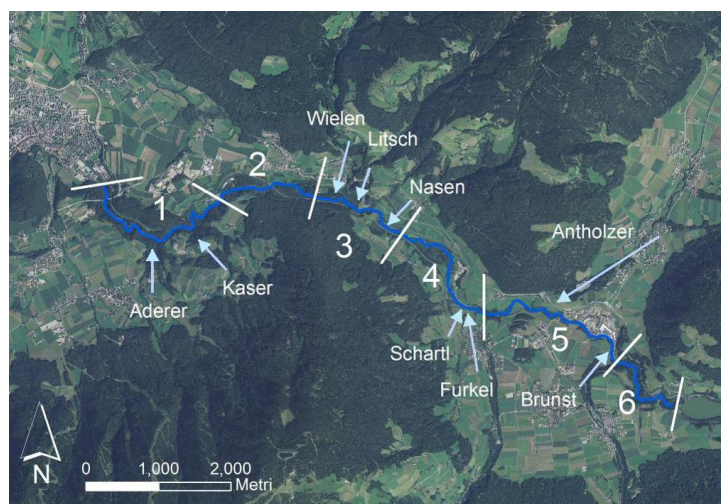 Wielen
Litsch
2
Nasen
1
Antholzer
3
4
Kaser
Aderer
5
Schartl
Furkel
Brunst
6
N
0 1,000 2,000
Metri